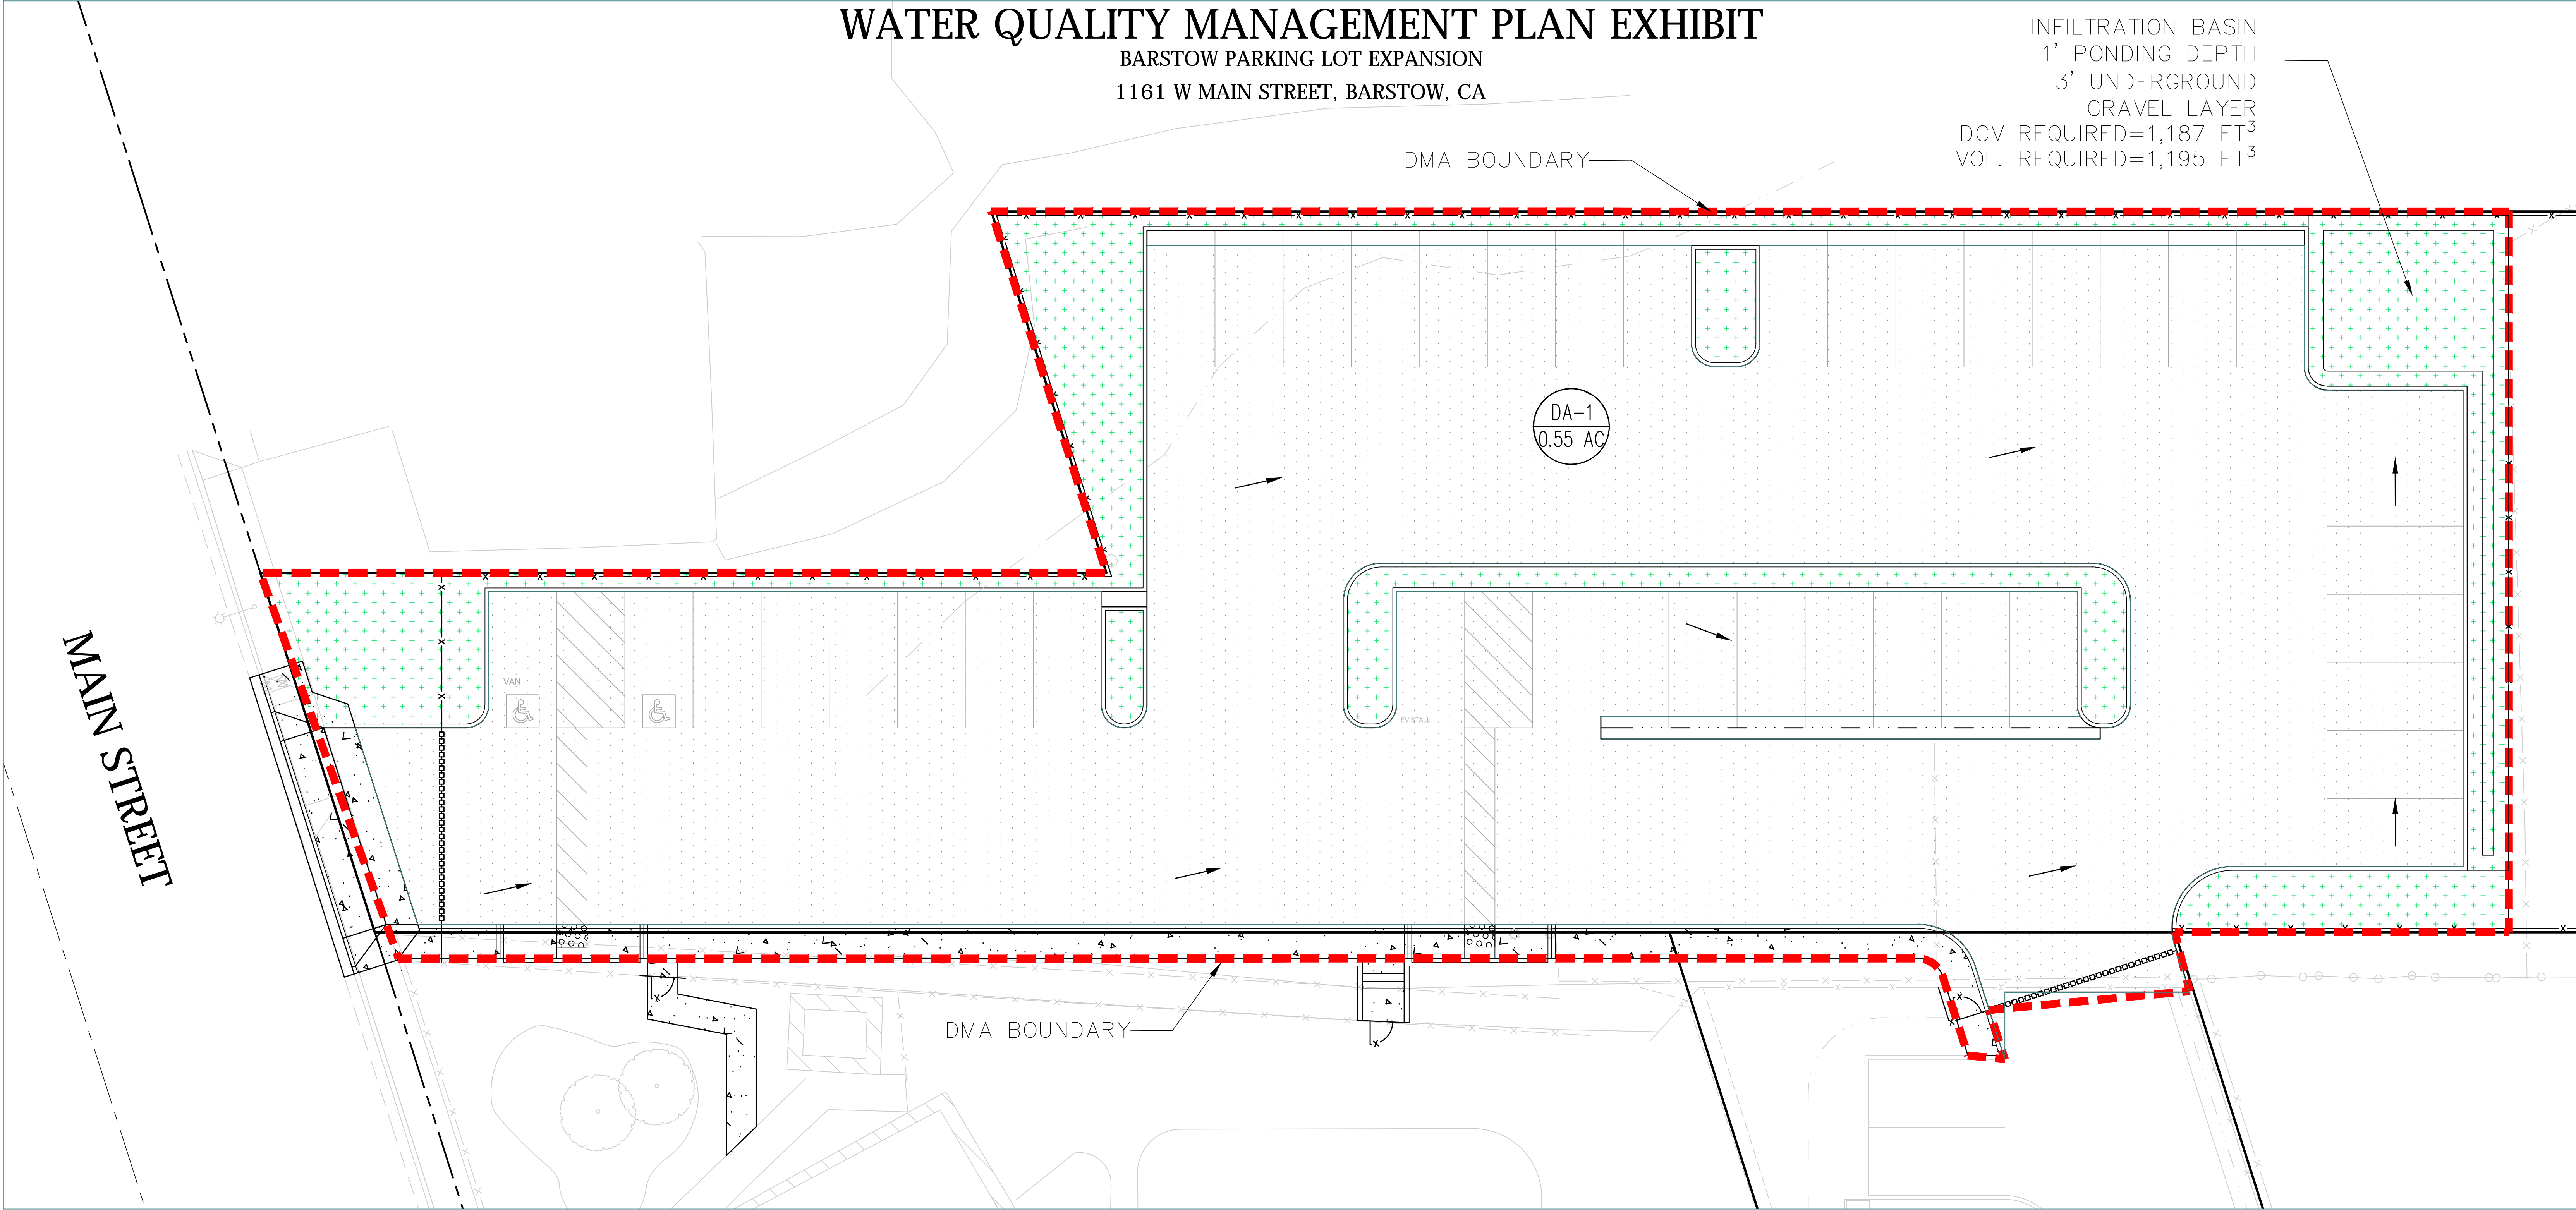 WATER QUALITY MANAGEMENT PLAN EXHIBIT
BARSTOW PARKING LOT EXPANSION
1161 W MAIN STREET, BARSTOW, CA
INFILTRATION BASIN
1' PONDING DEPTH
3' UNDERGROUND
GRAVEL LAYER
DCV REQUIRED=1,187 FT³
VOL. REQUIRED=1,195 FT³
DMA BOUNDARY
DA-1
0.55 AC
MAIN STREET
VAN
EV STALL
DMA BOUNDARY